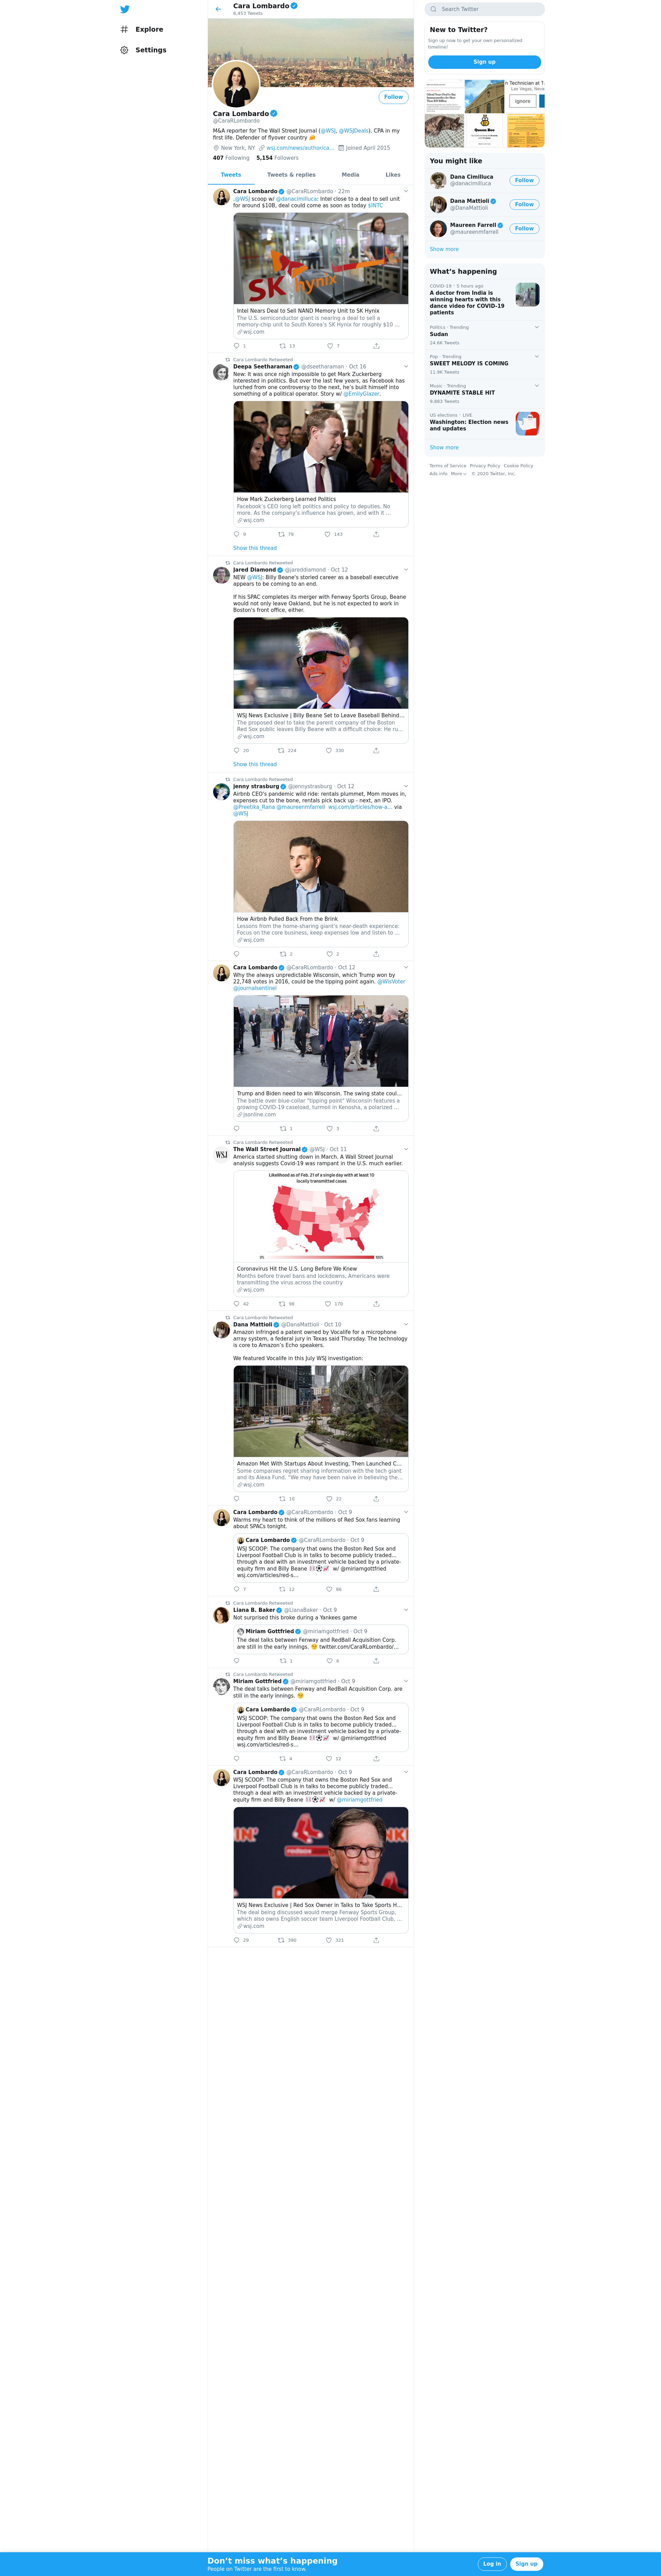 Explore
Settings
Cara Lombardo
6,453 Tweets
Follow
Cara Lombardo
@CaraRLombardo
M&A reporter for The Wall Street Journal (@WSJ, @WSJDeals). CPA in my
first life. Defender of flyover country
New York, NY wsj.com/news/author/ca... Joined April 2015
407 Following 5,154 Followers
Tweets Tweets & replies Media Likes
Cara Lombardo @CaraRLombardo · 22m
.@WSJ scoop w/ @danacimilluca: Intel close to a deal to sell unit
for around $10B, deal could come as soon as today $INTC
SK hynix
Intel Nears Deal to Sell NAND Memory Unit to SK Hynix
The U.S. semiconductor giant is nearing a deal to sell a
memory-chip unit to South Korea's SK Hynix for roughly $10 ...
wsj.com
1 13 7
Cara Lombardo Retweeted
Deepa Seetharaman @dseetharaman · Oct 16
New: It was once nigh impossible to get Mark Zuckerberg
interested in politics. But over the last few years, as Facebook has
lurched from one controversy to the next, he's built himself into
something of a political operator. Story w/ @EmilyGlazer.
How Mark Zuckerberg Learned Politics
Facebook's CEO long left politics and policy to deputies. No
more. As the company's influence has grown, and with it ...
wsj.com
9 79 143
Show this thread
Cara Lombardo Retweeted
Jared Diamond @jareddiamond · Oct 12
NEW @WSJ: Billy Beane's storied career as a baseball executive
appears to be coming to an end.
If his SPAC completes its merger with Fenway Sports Group, Beane
would not only leave Oakland, but he is not expected to work in
Boston's front office, either.
WSJ News Exclusive | Billy Beane Set to Leave Baseball Behind...
The proposed deal to take the parent company of the Boston
Red Sox public leaves Billy Beane with a difficult choice: He ru...
wsj.com
20 224 330
Show this thread
Cara Lombardo Retweeted
jenny strasburg @jennystrasburg · Oct 12
Airbnb CEO's pandemic wild ride: rentals plummet, Mom moves in,
expenses cut to the bone, rentals pick back up - next, an IPO.
@Preetika_Rana @maureenmfarrell wsj.com/articles/how-a... via
@WSJ
How Airbnb Pulled Back From the Brink
Lessons from the home-sharing giant's near-death experience:
Focus on the core business, keep expenses low and listen to ...
wsj.com
2 2
Cara Lombardo @CaraRLombardo · Oct 12
Why the always unpredictable Wisconsin, which Trump won by
22,748 votes in 2016, could be the tipping point again. @WisVoter
@journalsentinel
Trump and Biden need to win Wisconsin. The swing state coul...
The battle over blue-collar "tipping point" Wisconsin features a
growing COVID-19 caseload, turmoil in Kenosha, a polarized ...
jsonline.com
1 3
Cara Lombardo Retweeted
WSJ
The Wall Street Journal @WSJ · Oct 11
America started shutting down in March. A Wall Street Journal
analysis suggests Covid-19 was rampant in the U.S. much earlier.
Likelihood as of Feb. 21 of a single day with at least 10
locally transmitted cases
0%
Coronavirus Hit the U.S. Long Before We Knew
Months before travel bans and lockdowns, Americans were
transmitting the virus across the country
wsj.com
42 98 170
Cara Lombardo Retweeted
Dana Mattioli @DanaMattioli · Oct 10
Amazon infringed a patent owned by Vocalife for a microphone
array system, a federal jury in Texas said Thursday. The technology
is core to Amazon's Echo speakers.
We featured Vocalife in this July WSJ investigation:
Amazon Met With Startups About Investing, Then Launched C...
Some companies regret sharing information with the tech giant
and its Alexa Fund. "We may have been naive in believing the...
wsj.com
19 22
Cara Lombardo @CaraRLombardo · Oct 9
Warms my heart to think of the millions of Red Sox fans learning
about SPACs tonight.
Cara Lombardo @CaraRLombardo · Oct 9
WSJ SCOOP: The company that owns the Boston Red Sox and
Liverpool Football Club is in talks to become publicly traded...
through a deal with an investment vehicle backed by a private-
equity firm and Billy Beane w/ @miriamgottfried
wsj.com/articles/red-s...
7 12 86
Cara Lombardo Retweeted
Liana B. Baker @LianaBaker · Oct 9
Not surprised this broke during a Yankees game
Miriam Gottfried @miriamgottfried · Oct 9
The deal talks between Fenway and RedBall Acquisition Corp.
are still in the early innings. twitter.com/CaraRLombardo/...
1 6
Cara Lombardo Retweeted
Miriam Gottfried @miriamgottfried · Oct 9
The deal talks between Fenway and RedBall Acquisition Corp. are
still in the early innings.
Cara Lombardo @CaraRLombardo · Oct 9
WSJ SCOOP: The company that owns the Boston Red Sox and
Liverpool Football Club is in talks to become publicly traded...
through a deal with an investment vehicle backed by a private-
equity firm and Billy Beane w/ @miriamgottfried
wsj.com/articles/red-s...
4 12
Cara Lombardo @CaraRLombardo · Oct 9
WSJ SCOOP: The company that owns the Boston Red Sox and
Liverpool Football Club is in talks to become publicly traded...
through a deal with an investment vehicle backed by a private-
equity firm and Billy Beane w/ @miriamgottfried
WSJ News Exclusive | Red Sox Owner in Talks to Take Sports H...
The deal being discussed would merge Fenway Sports Group,
which also owns English soccer team Liverpool Football Club, ...
wsj.com
29 390 321
Search Twitter
New to Twitter?
Sign up now to get your own personalized
timeline!
Sign up
n Technician at T
Las Vegas, Neva
Ignore
Queen Bee
You might like
Dana Cimilluca
@danacimilluca
Follow
Dana Mattioli
@DanaMattioli
Follow
Maureen Farrell
@maureenmfarrell
Follow
Show more
What's happening
COVID-19 · 5 hours ago
A doctor from India is
winning hearts with this
dance video for COVID-19
patients
Politics · Trending
Sudan
24.6K Tweets
Pop · Trending
SWEET MELODY IS COMING
11.9K Tweets
Music · Trending
DYNAMITE STABLE HIT
9,883 Tweets
US elections · LIVE
Washington: Election news
and updates
Show more
Terms of Service Privacy Policy Cookie Policy
Ads info More © 2020 Twitter, Inc.
Don't miss what's happening
People on Twitter are the first to know.
Log in
Sign up